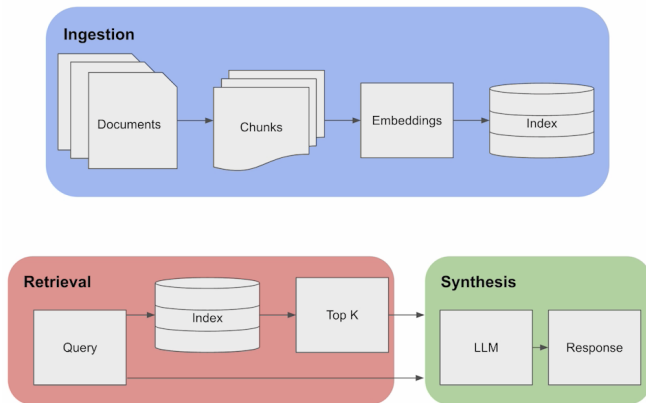 Ingestion
Documents
Chunks
Embeddings
Index
Retrieval
Query
Index
Top K
Synthesis
LLM
Response